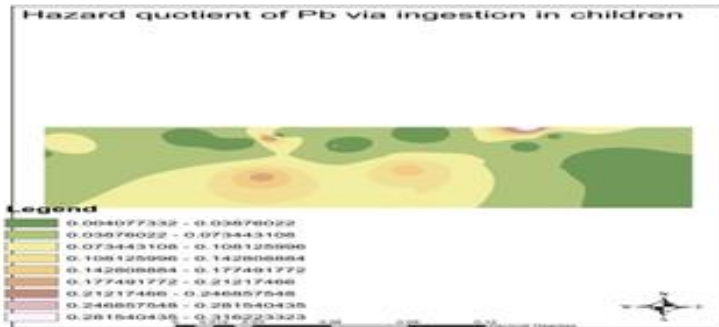 Hazard quotient of Pb via ingestion in children
Legend
0.004077332 - 0.03876022
0.03876022 - 0.073443108
0.073443108 - 0.108125996
0.108125996 - 0.142808884
0.142808884 - 0.177491772
0.177491772 - 0.21217466
0.21217466 - 0.246857548
0.246857548 - 0.281540435
0.281540435 - 0.316223323